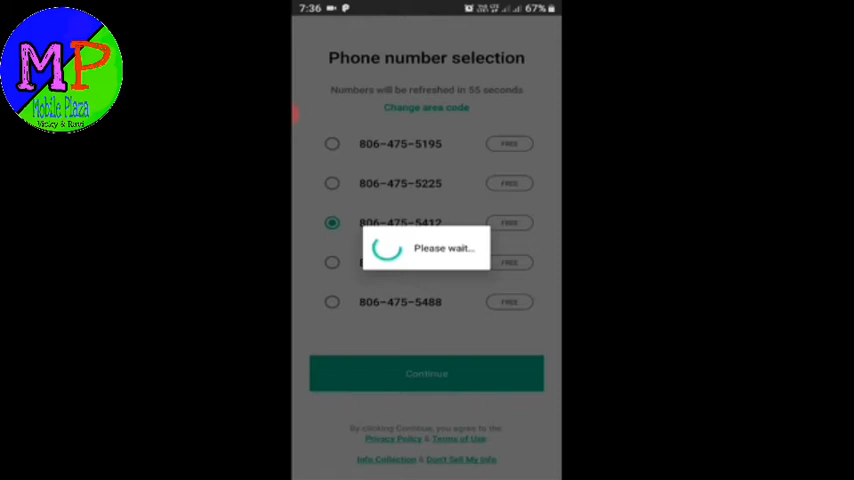 7:36
67%
MP
Mobile Plaza
Vicky & Ravi
Phone number selection
Numbers will be refreshed in 55 seconds
Change area code
806-475-5195 FREE
806-475-5225 FREE
806-475-5412 FREE
Please wait...
FREE
806-475-5488 FREE
Continue
By clicking Continue, you agree to the
Privacy Policy & Terms of Use
Info Collection & Don't Sell My Info